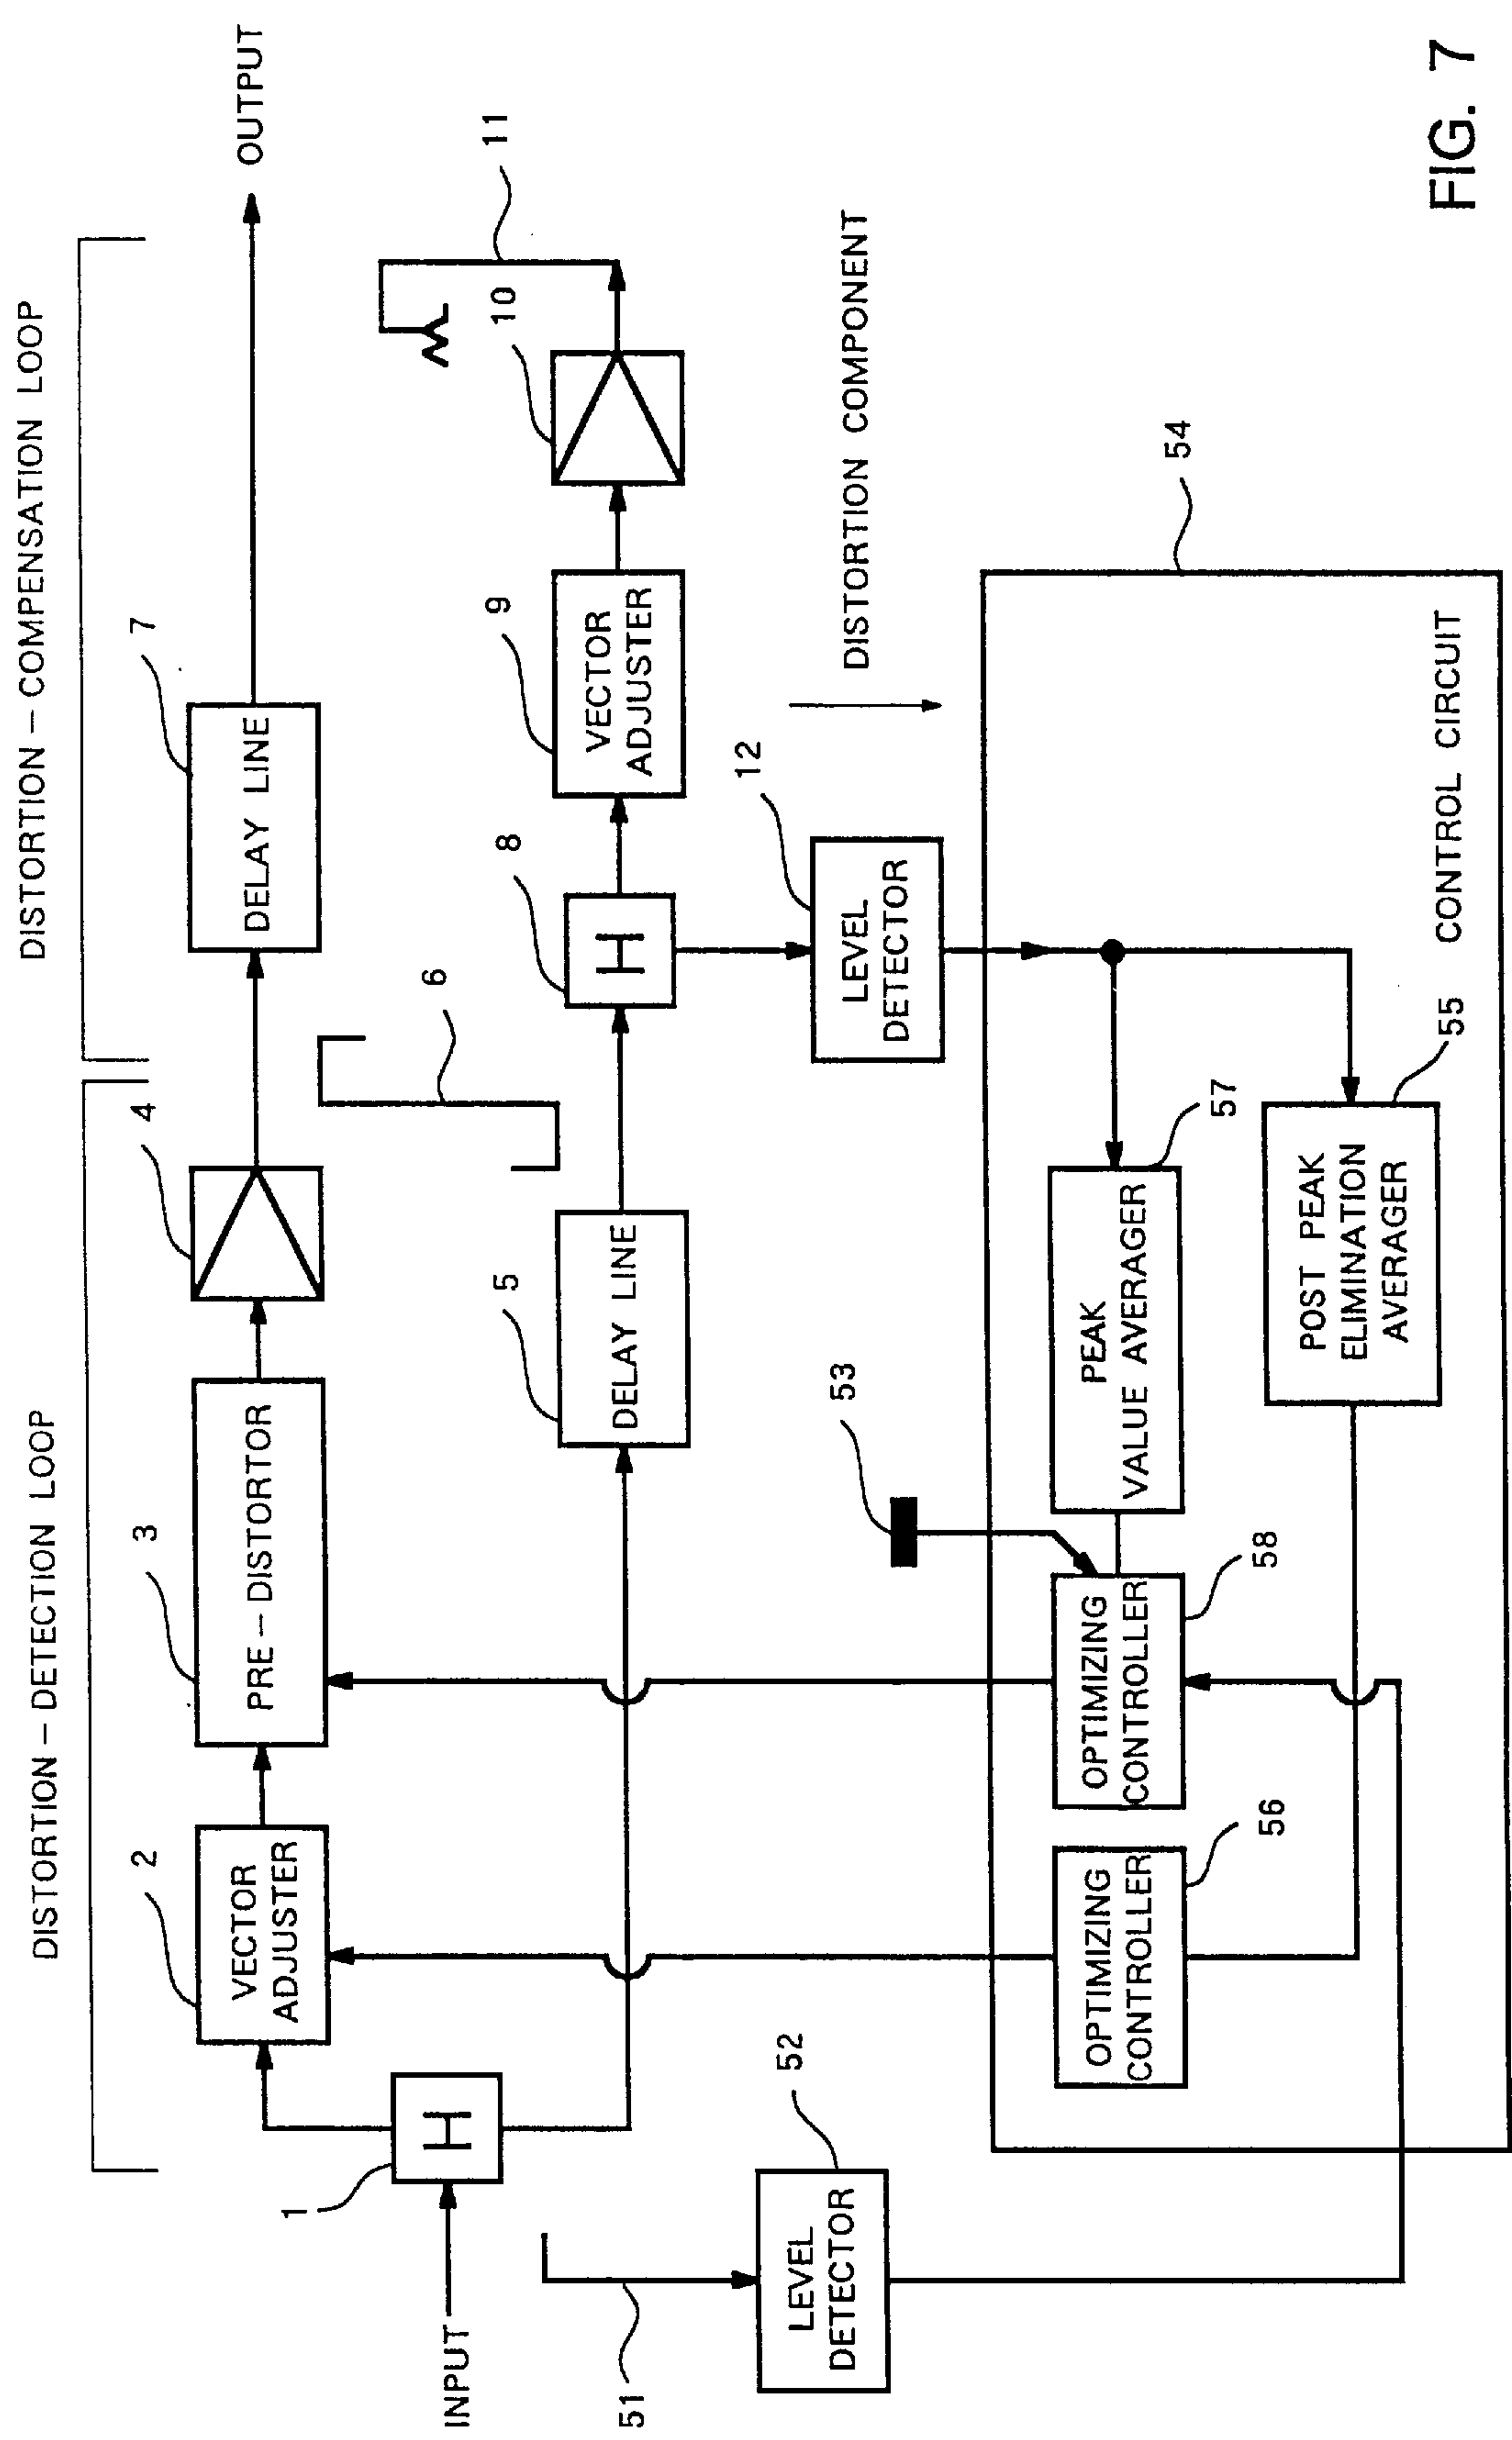 DISTORTION – DETECTION LOOP
DISTORTION – COMPENSATION LOOP
2
3
4
7
VECTOR
ADJUSTER
PRE – DISTORTOR
DELAY LINE
OUTPUT
1
INPUT
H
6
5
DELAY LINE
8
H
9
VECTOR
ADJUSTER
10
11
51
52
LEVEL
DETECTOR
53
12
LEVEL
DETECTOR
DISTORTION COMPONENT
54
OPTIMIZING
CONTROLLER
56
OPTIMIZING
CONTROLLER
58
PEAK
VALUE AVERAGER
57
POST PEAK
ELIMINATION
AVERAGER
55
CONTROL CIRCUIT
FIG. 7